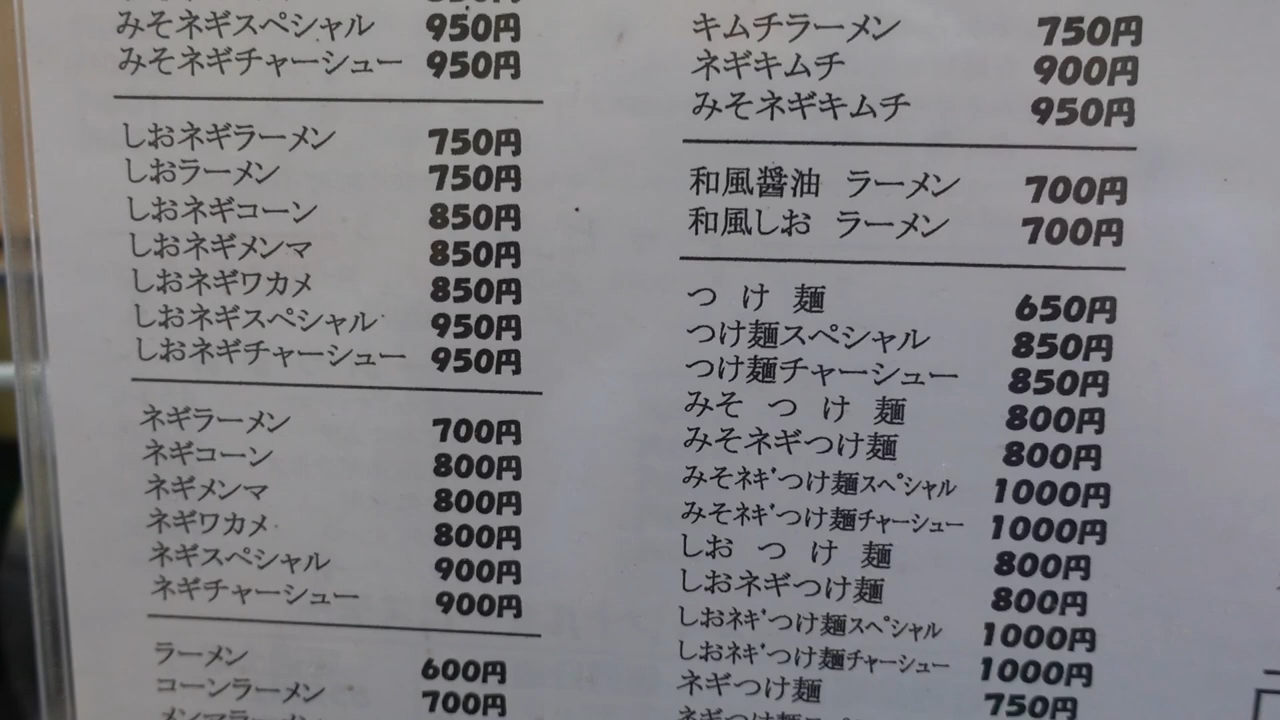 みそネギスペシャル 950円
みそネギチャーシュー 950円
しおネギラーメン 750円
しおラーメン 750円
しおネギコーン 850円
しおネギメンマ 850円
しおネギワカメ 850円
しおネギスペシャル 950円
しおネギチャーシュー 950円
ネギラーメン 700円
ネギコーン 800円
ネギメンマ 800円
ネギワカメ 800円
ネギスペシャル 900円
ネギチャーシュー 900円
ラーメン 600円
コーンラーメン 700円
メンマラーメン
キムチラーメン 750円
ネギキムチ 900円
みそネギキムチ 950円
和風醤油 ラーメン 700円
和風しお ラーメン 700円
つ け 麺 650円
つけ麺スペシャル 850円
つけ麺チャーシュー 850円
みそ つ け 麺 800円
みそネギつけ麺 800円
みそネギつけ麺スペシャル 1000円
みそネギつけ麺チャーシュー 1000円
しお つ け 麺 800円
しおネギつけ麺 800円
しおネギつけ麺スペシャル 1000円
しおネギつけ麺チャーシュー 1000円
ネギつけ麺 750円